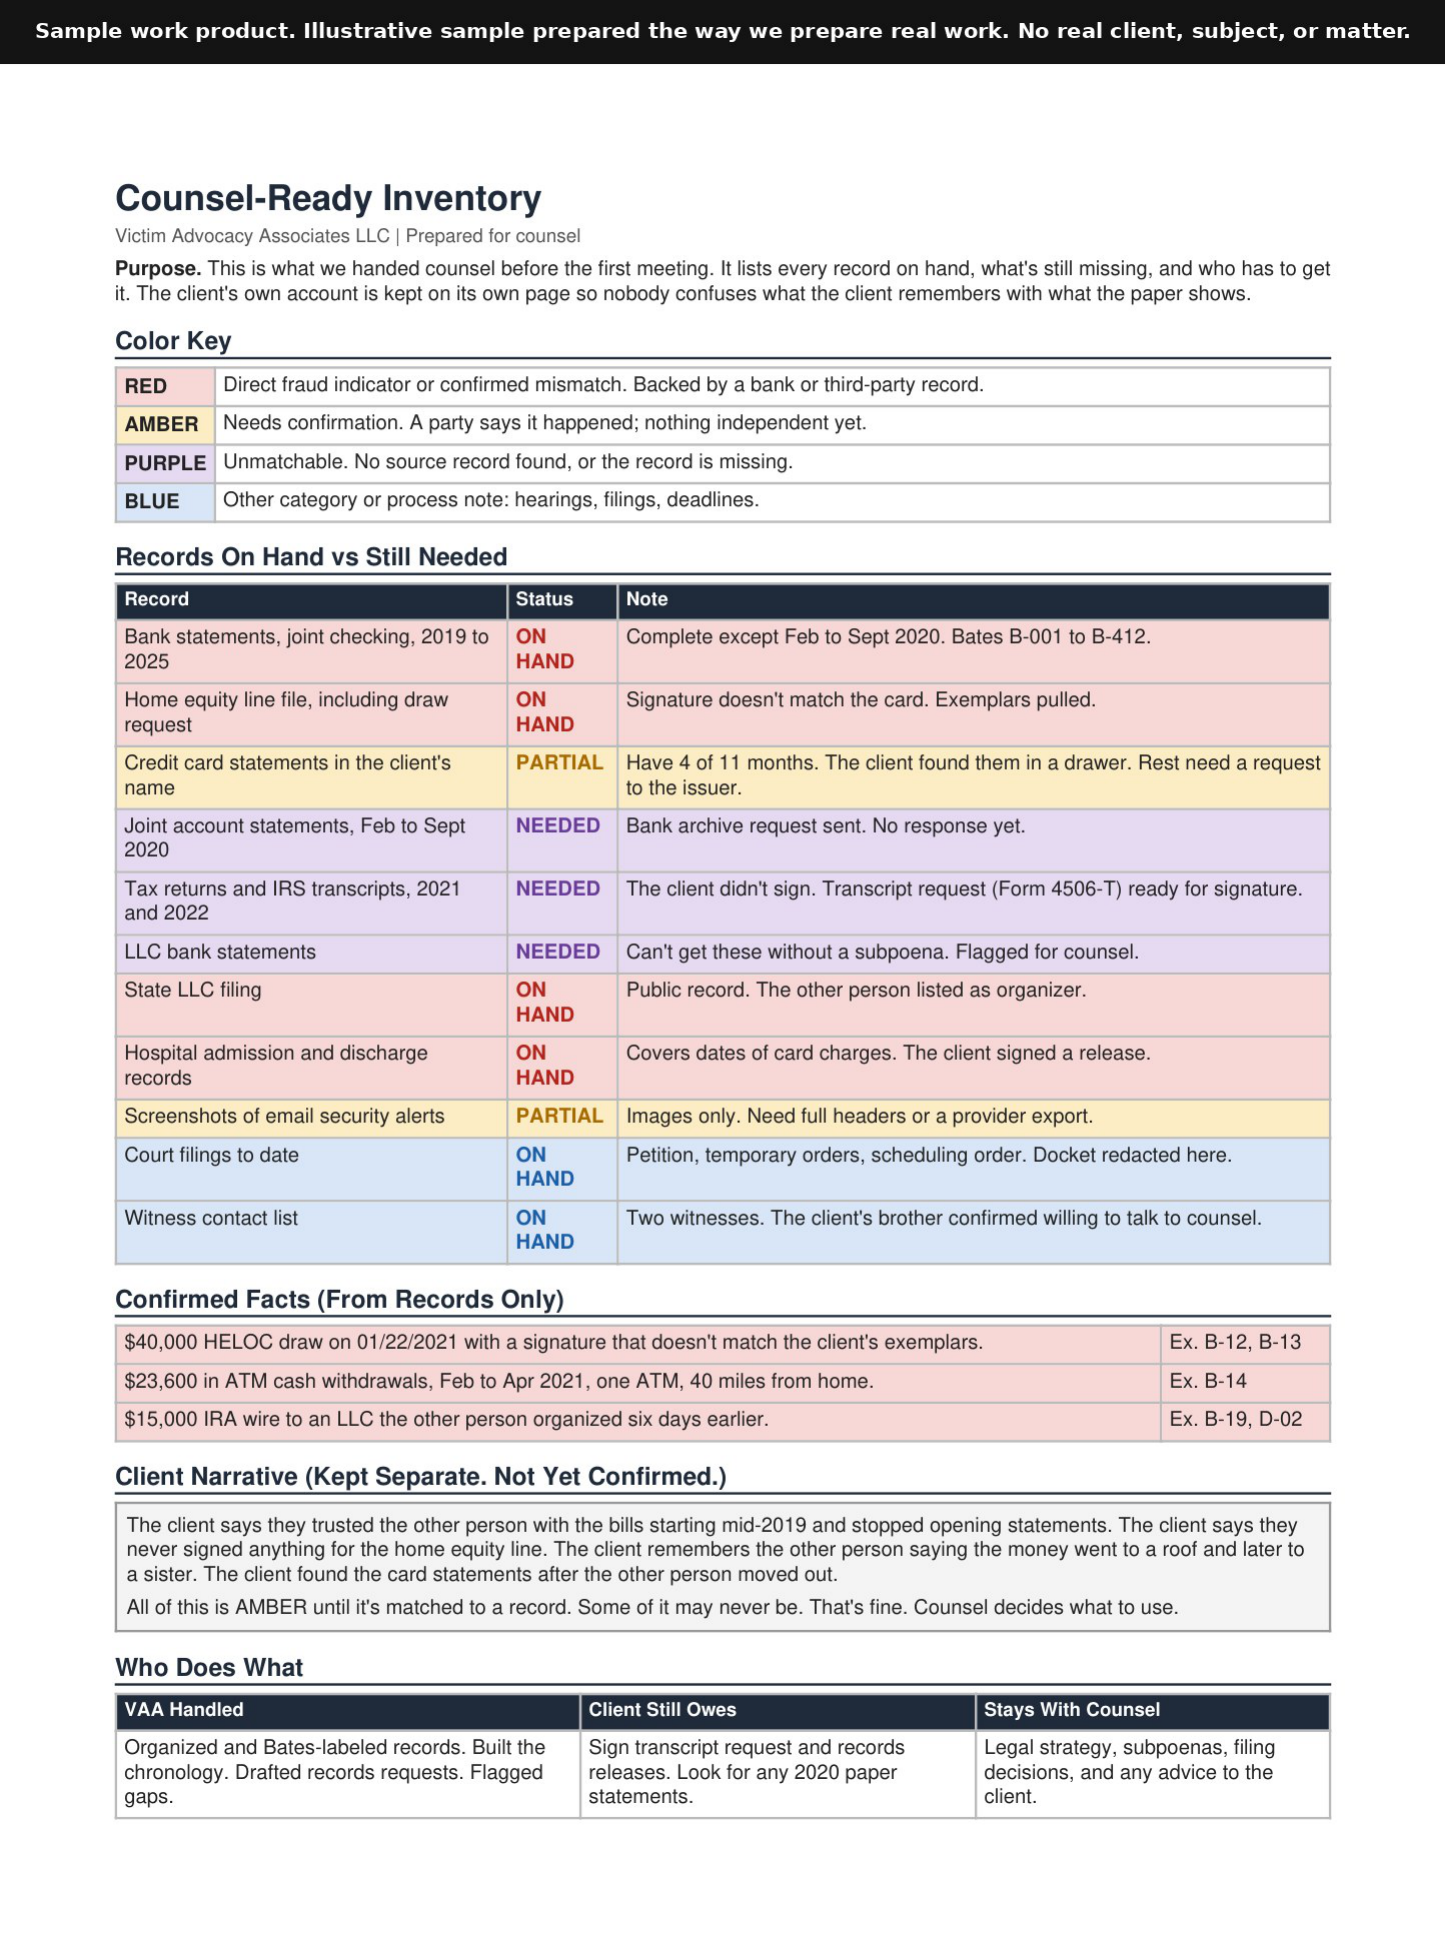 Sample work product. Illustrative sample prepared the way we prepare real work. No real client, subject, or matter.
Counsel-Ready Inventory
Victim Advocacy Associates LLC | Prepared for counsel
Purpose. This is what we handed counsel before the first meeting. It lists every record on hand, what's still missing, and who has to get
it. The client's own account is kept on its own page so nobody confuses what the client remembers with what the paper shows.
Color Key
RED Direct fraud indicator or confirmed mismatch. Backed by a bank or third-party record.
AMBER Needs confirmation. A party says it happened; nothing independent yet.
PURPLE Unmatchable. No source record found, or the record is missing.
BLUE Other category or process note: hearings, filings, deadlines.
Records On Hand vs Still Needed
Record Status Note
Bank statements, joint checking, 2019 to ON Complete except Feb to Sept 2020. Bates B-001 to B-412.
2025 HAND
Home equity line file, including draw ON Signature doesn't match the card. Exemplars pulled.
request HAND
Credit card statements in the client's PARTIAL Have 4 of 11 months. The client found them in a drawer. Rest need a request
name to the issuer.
Joint account statements, Feb to Sept NEEDED Bank archive request sent. No response yet.
2020
Tax returns and IRS transcripts, 2021 NEEDED The client didn't sign. Transcript request (Form 4506-T) ready for signature.
and 2022
LLC bank statements NEEDED Can't get these without a subpoena. Flagged for counsel.
State LLC filing ON Public record. The other person listed as organizer.
HAND
Hospital admission and discharge ON Covers dates of card charges. The client signed a release.
records HAND
Screenshots of email security alerts PARTIAL Images only. Need full headers or a provider export.
Court filings to date ON Petition, temporary orders, scheduling order. Docket redacted here.
HAND
Witness contact list ON Two witnesses. The client's brother confirmed willing to talk to counsel.
HAND
Confirmed Facts (From Records Only)
$40,000 HELOC draw on 01/22/2021 with a signature that doesn't match the client's exemplars. Ex. B-12, B-13
$23,600 in ATM cash withdrawals, Feb to Apr 2021, one ATM, 40 miles from home. Ex. B-14
$15,000 IRA wire to an LLC the other person organized six days earlier. Ex. B-19, D-02
Client Narrative (Kept Separate. Not Yet Confirmed.)
The client says they trusted the other person with the bills starting mid-2019 and stopped opening statements. The client says they
never signed anything for the home equity line. The client remembers the other person saying the money went to a roof and later to
a sister. The client found the card statements after the other person moved out.
All of this is AMBER until it's matched to a record. Some of it may never be. That's fine. Counsel decides what to use.
Who Does What
VAA Handled Client Still Owes Stays With Counsel
Organized and Bates-labeled records. Built the Sign transcript request and records Legal strategy, subpoenas, filing
chronology. Drafted records requests. Flagged releases. Look for any 2020 paper decisions, and any advice to the
gaps. statements. client.